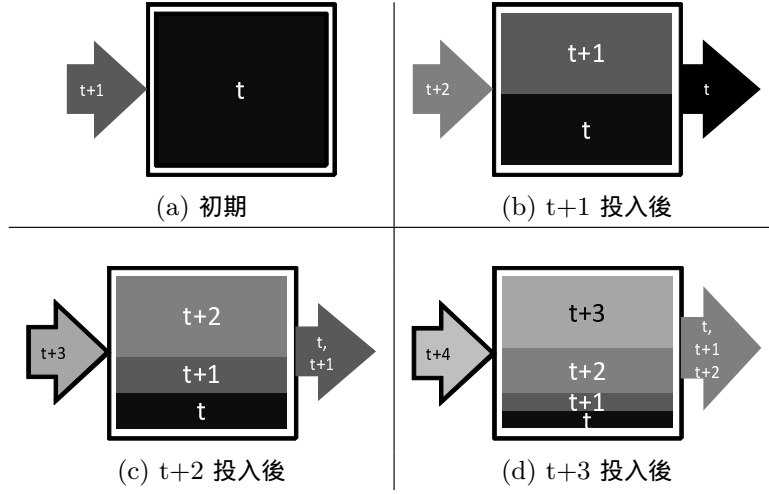 t+1
t
(a) 初期
t+2
t+1
t
t
(b) t+1 投入後
t+3
t+2
t+1
t
t,
t+1
(c) t+2 投入後
t+4
t+3
t+2
t+1
t
t,
t+1
t+2
(d) t+3 投入後